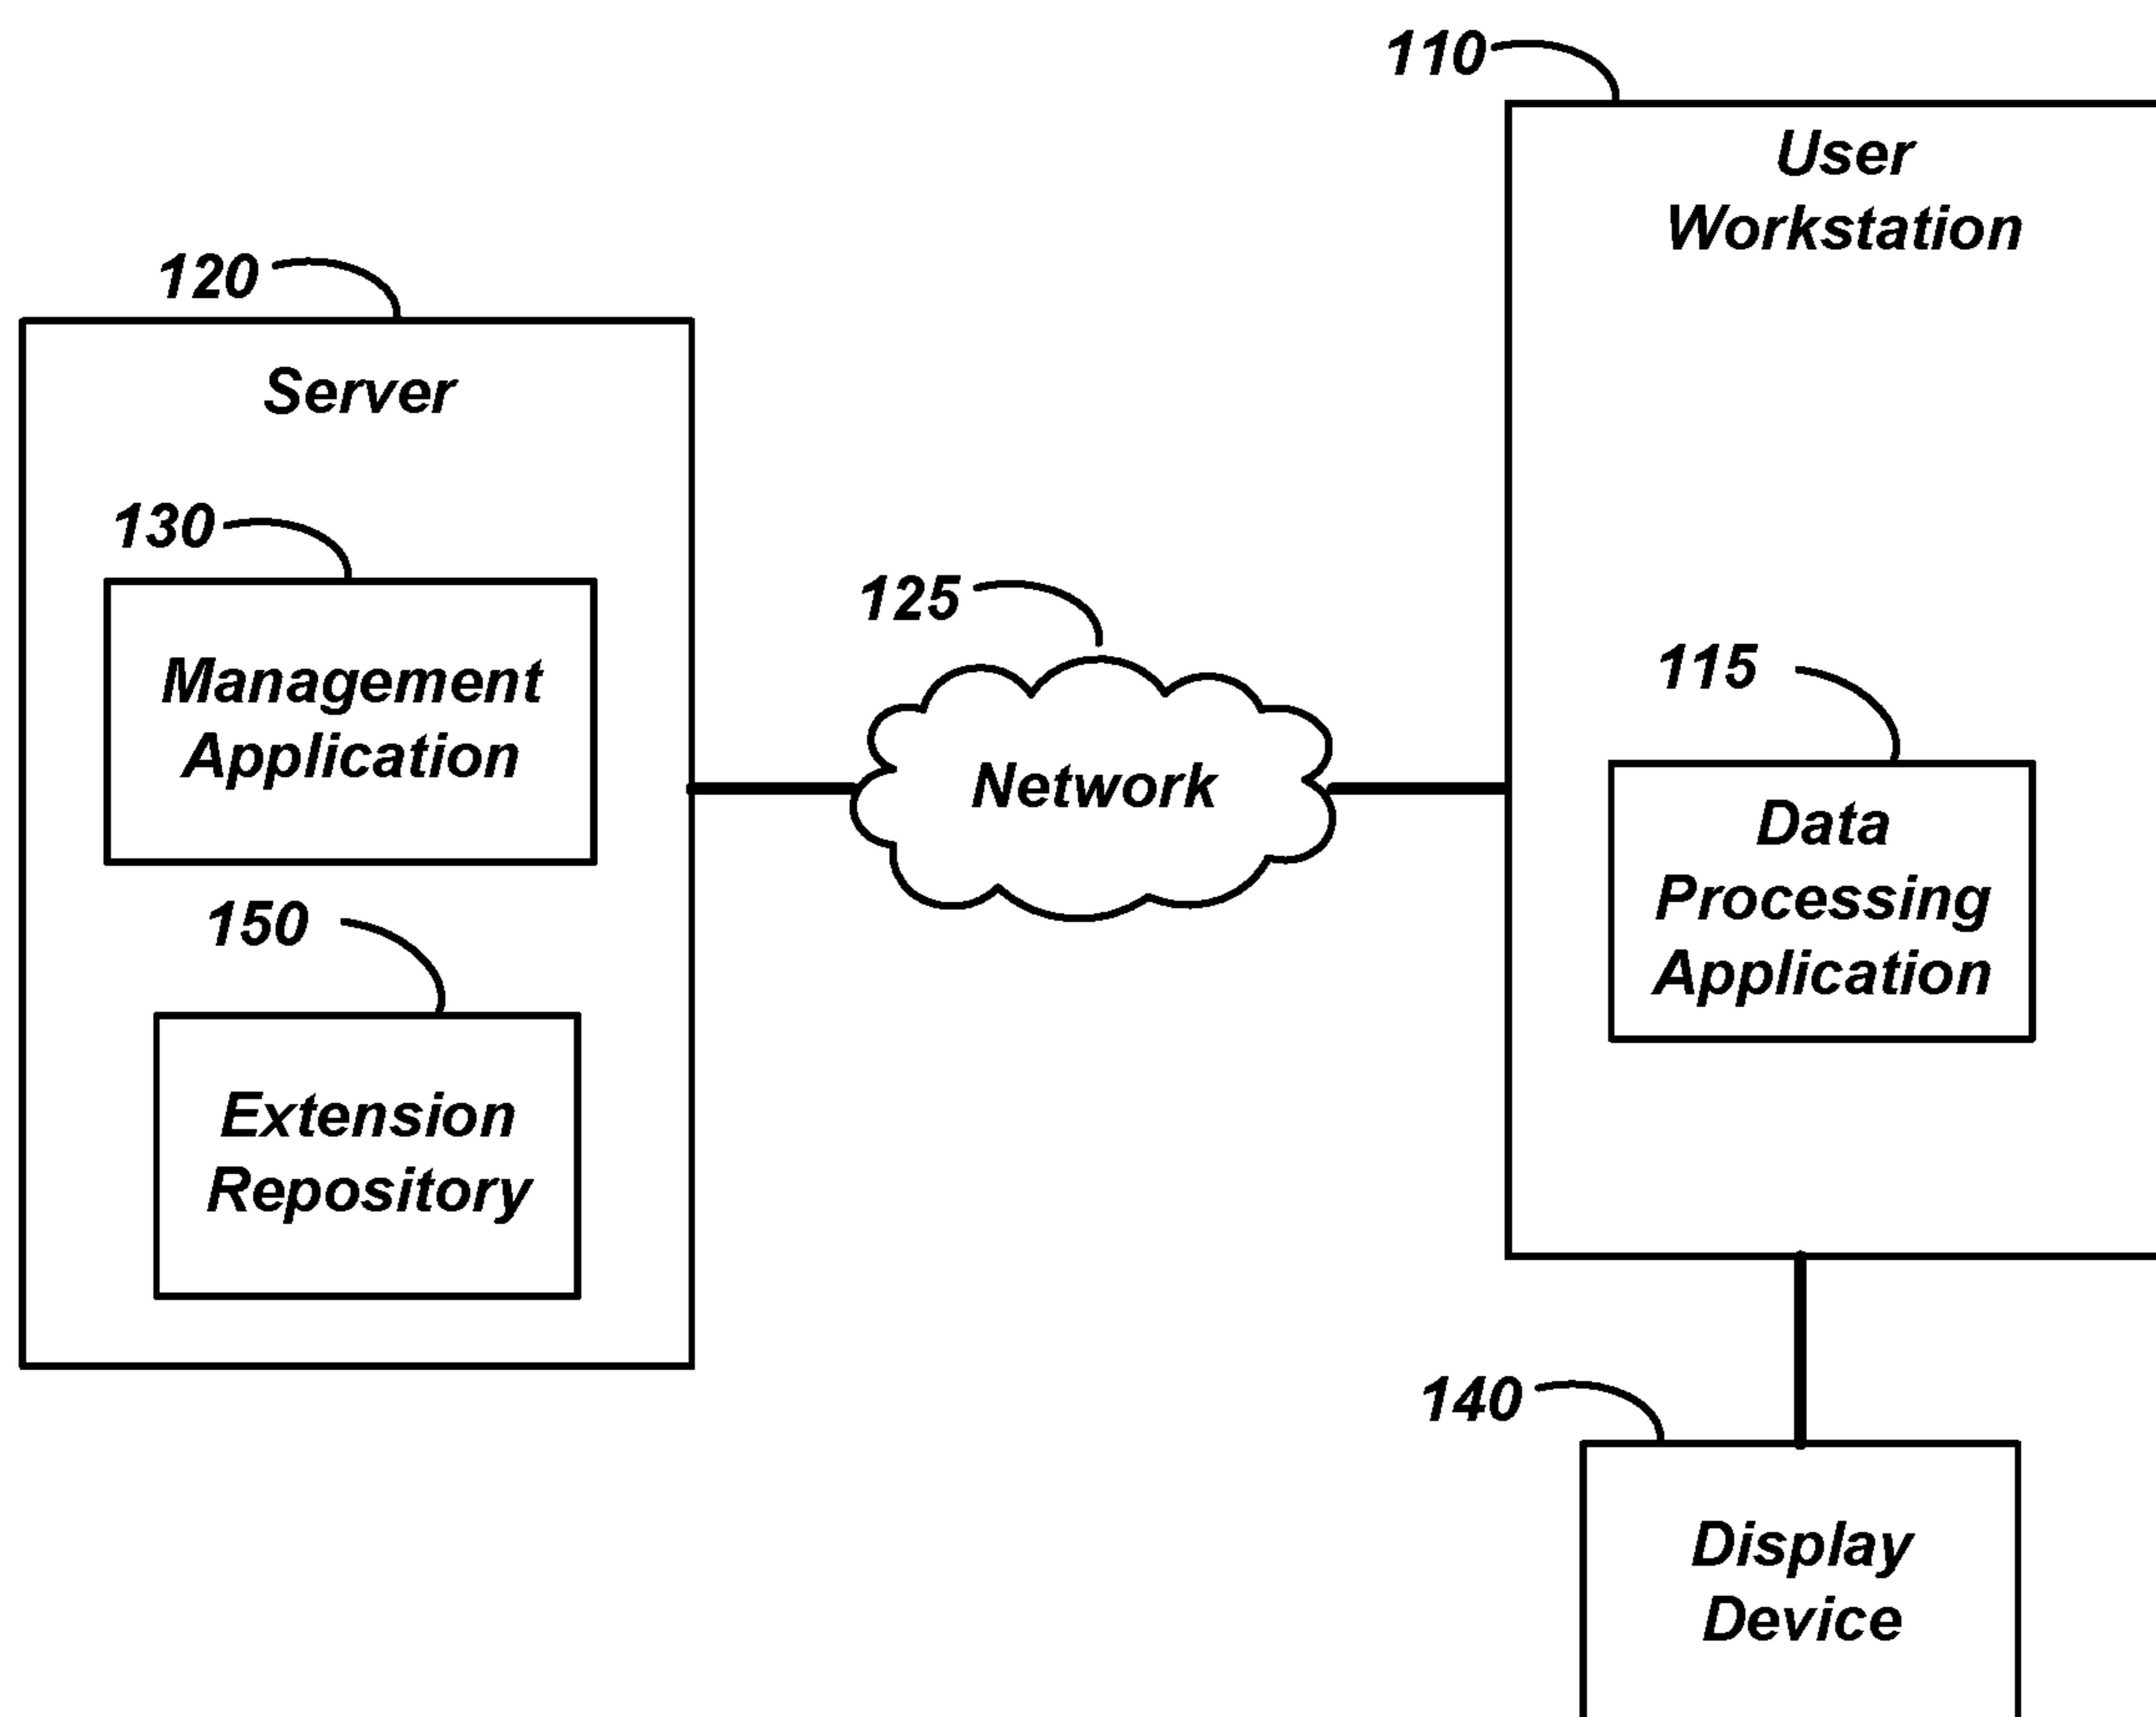 110
User
Workstation
120
Server
130
Management
Application
125
Network
115
Data
Processing
Application
150
Extension
Repository
140
Display
Device